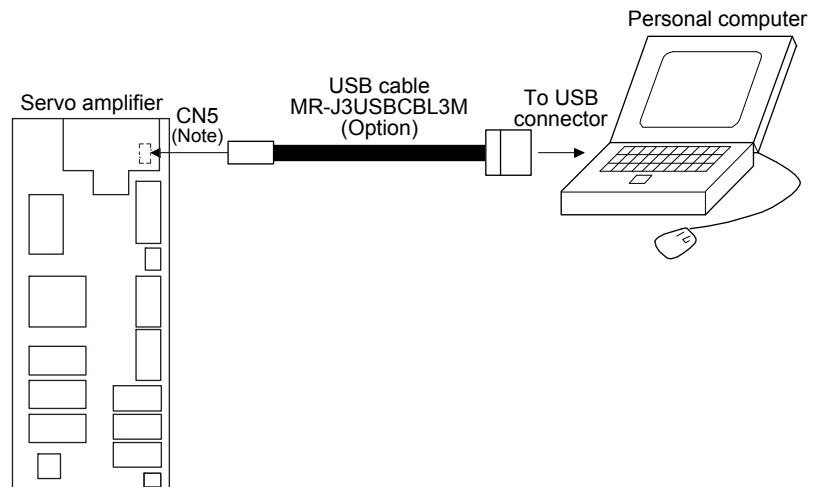 Personal computer
USB cable
MR-J3USBCBL3M
(Option)
To USB
connector
Servo amplifier
CN5
(Note)